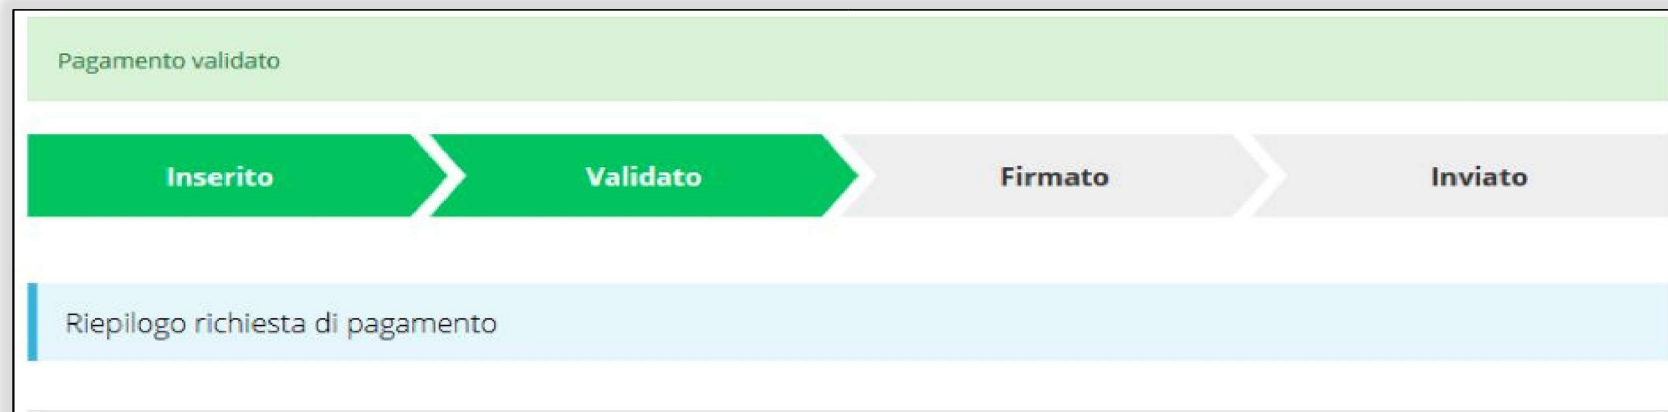 Pagamento validato
Inserito Validato Firmato Inviato
Riepilogo richiesta di pagamento